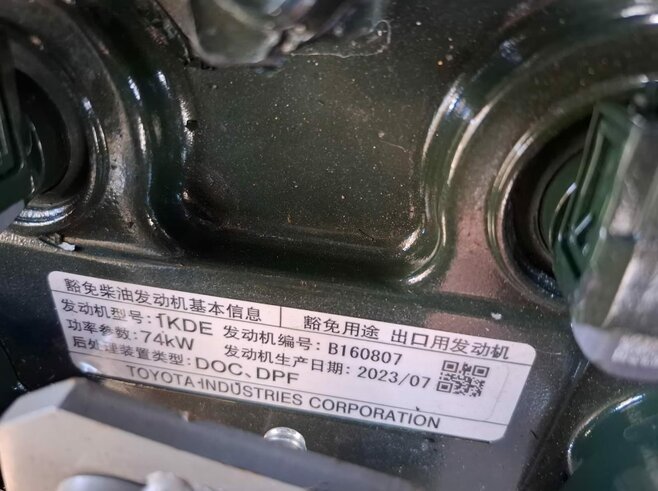 豁免柴油发动机基本信息 豁免用途 出口用发动机
发动机型号:1KDE 发动机编号: B160807
功率参数: 74kW 发动机生产日期: 2023/07
后处理装置类型: DOC、DPF
TOYOTA INDUSTRIES CORPORATION